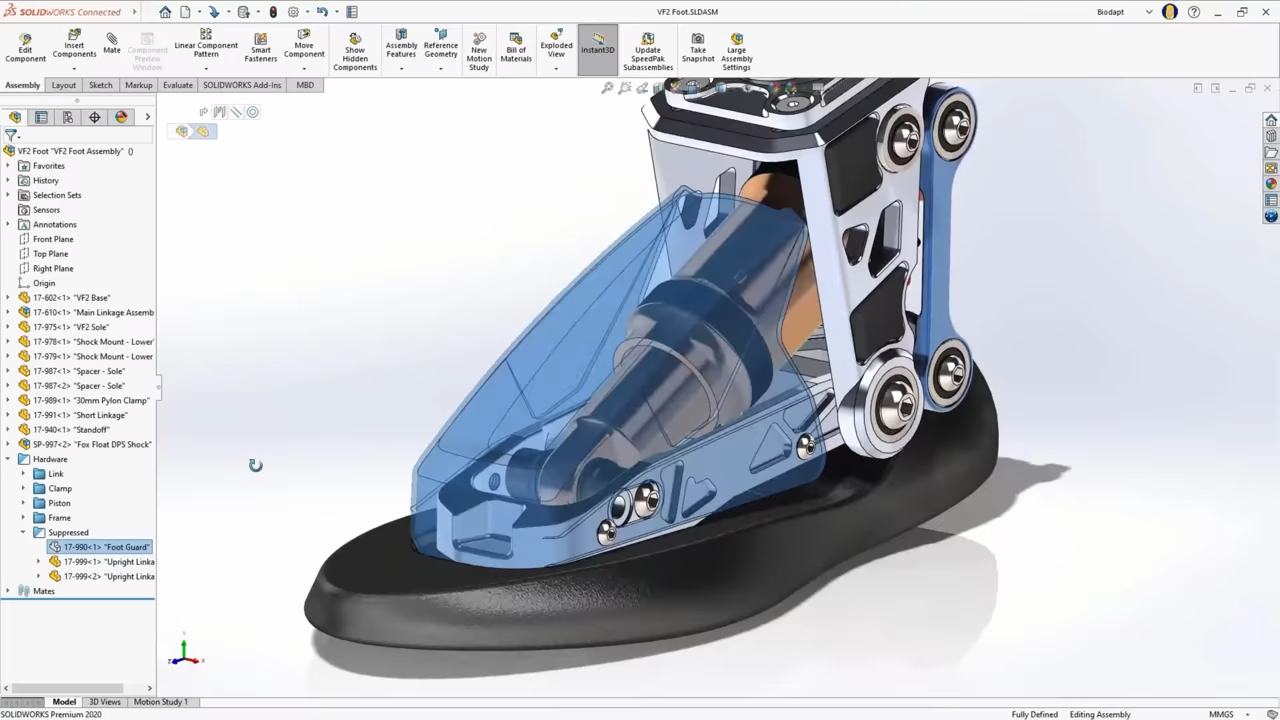 SOLIDWORKS Connected
VF2 Foot.SLDASM
Biodapt
Edit Component
Insert Components
Mate
Component Preview Window
Linear Component Pattern
Smart Fasteners
Move Component
Show Hidden Components
Assembly Features
Reference Geometry
New Motion Study
Bill of Materials
Exploded View
Instant3D
Update SpeedPak Subassemblies
Take Snapshot
Large Assembly Settings
Assembly
Layout
Sketch
Markup
Evaluate
SOLIDWORKS Add-Ins
MBD
VF2 Foot "VF2 Foot Assembly" ()
Favorites
History
Selection Sets
Sensors
Annotations
Front Plane
Top Plane
Right Plane
Origin
17-602<1> "VF2 Base"
17-610<1> "Main Linkage Assemb
17-975<1> "VF2 Sole"
17-978<1> "Shock Mount - Lower'
17-979<1> "Shock Mount - Lower
17-987<1> "Spacer - Sole"
17-987<2> "Spacer - Sole"
17-989<1> "30mm Pylon Clamp"
17-991<1> "Short Linkage"
17-940<1> "Standoff"
SP-997<2> "Fox Float DPS Shock"
Hardware
Link
Clamp
Piston
Frame
Suppressed
17-990<1> "Foot Guard"
17-999<1> "Upright Linka
17-999<2> "Upright Linka
Mates
Model
3D Views
Motion Study 1
SOLIDWORKS Premium 2020
Fully Defined
Editing Assembly
MMGS